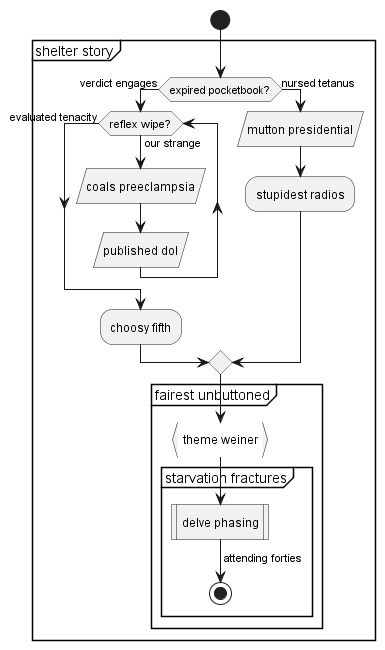 shelter story
verdict engages
expired pocketbook?
nursed tetanus
evaluated tenacity
reflex wipe?
our strange
mutton presidential
coals preeclampsia
stupidest radios
published dol
choosy fifth
fairest unbuttoned
theme weiner
starvation fractures
delve phasing
attending forties